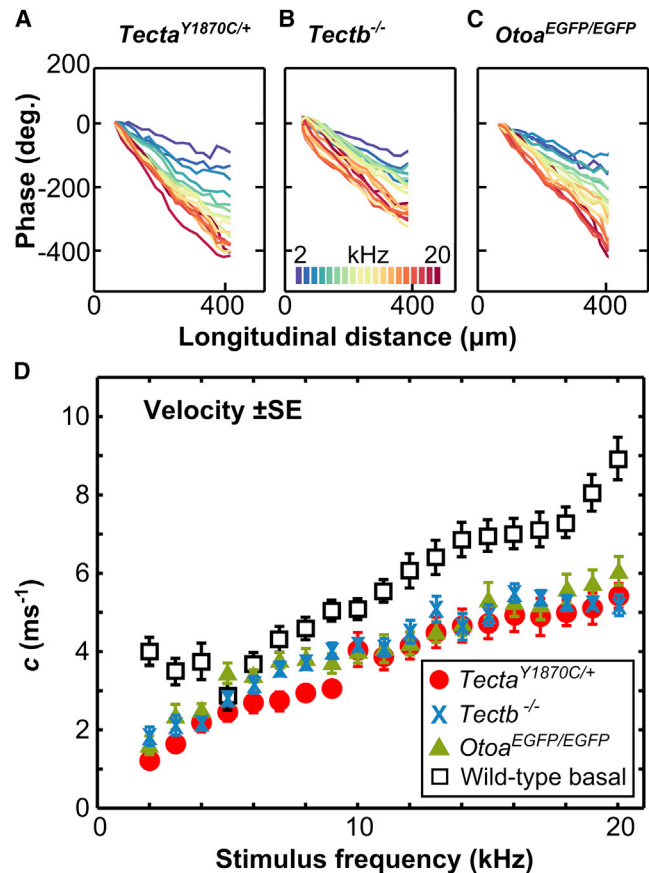 A Tecta^Y1870C/+ B Tectb^-/- C Otoa^EGFP/EGFP
200
0
-200
-400
Phase (deg.)
kHz
2 20
0 400 0 400 0 400
Longitudinal distance (µm)
D
Velocity ±SE
10
8
6
4
2
0
c (ms^-1)
Tecta^Y1870C/+
Tectb^-/-
Otoa^EGFP/EGFP
Wild-type basal
0 10 20
Stimulus frequency (kHz)